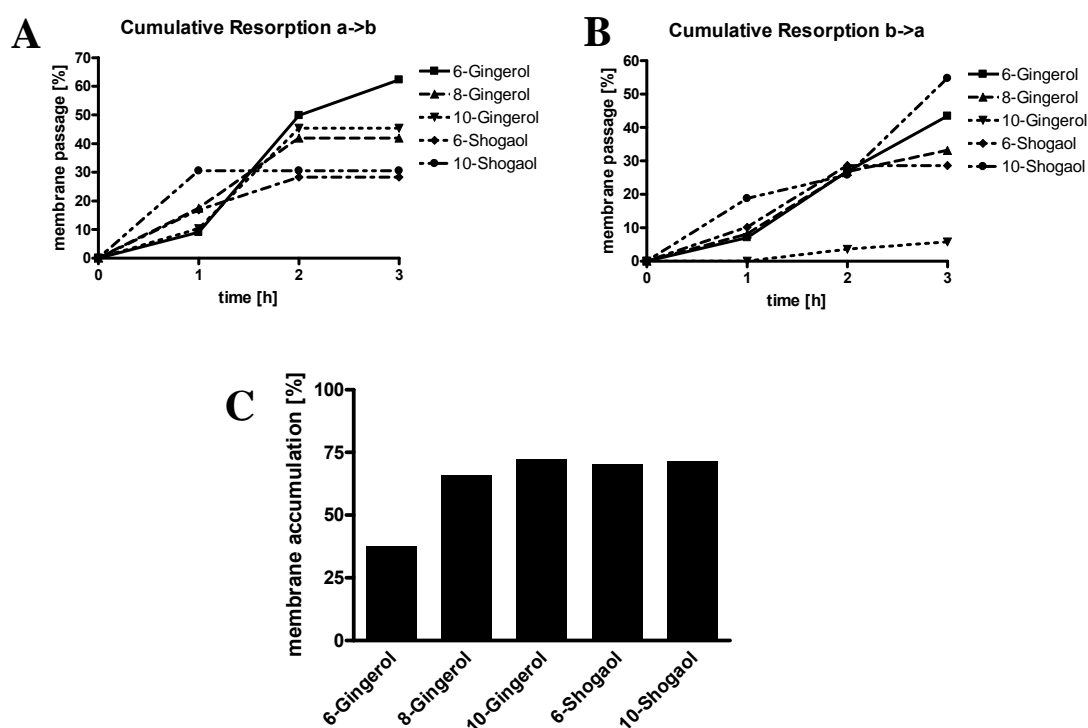 A
Cumulative Resorption a->b
membrane passage [%]
70
60
50
40
30
20
10
0
0 1 2 3
time [h]
6-Gingerol
8-Gingerol
10-Gingerol
6-Shogaol
10-Shogaol
B
Cumulative Resorption b->a
membrane passage [%]
60
50
40
30
20
10
0
0 1 2 3
time [h]
6-Gingerol
8-Gingerol
10-Gingerol
6-Shogaol
10-Shogaol
C
membrane accumulation [%]
100
75
50
25
0
6-Gingerol
8-Gingerol
10-Gingerol
6-Shogaol
10-Shogaol